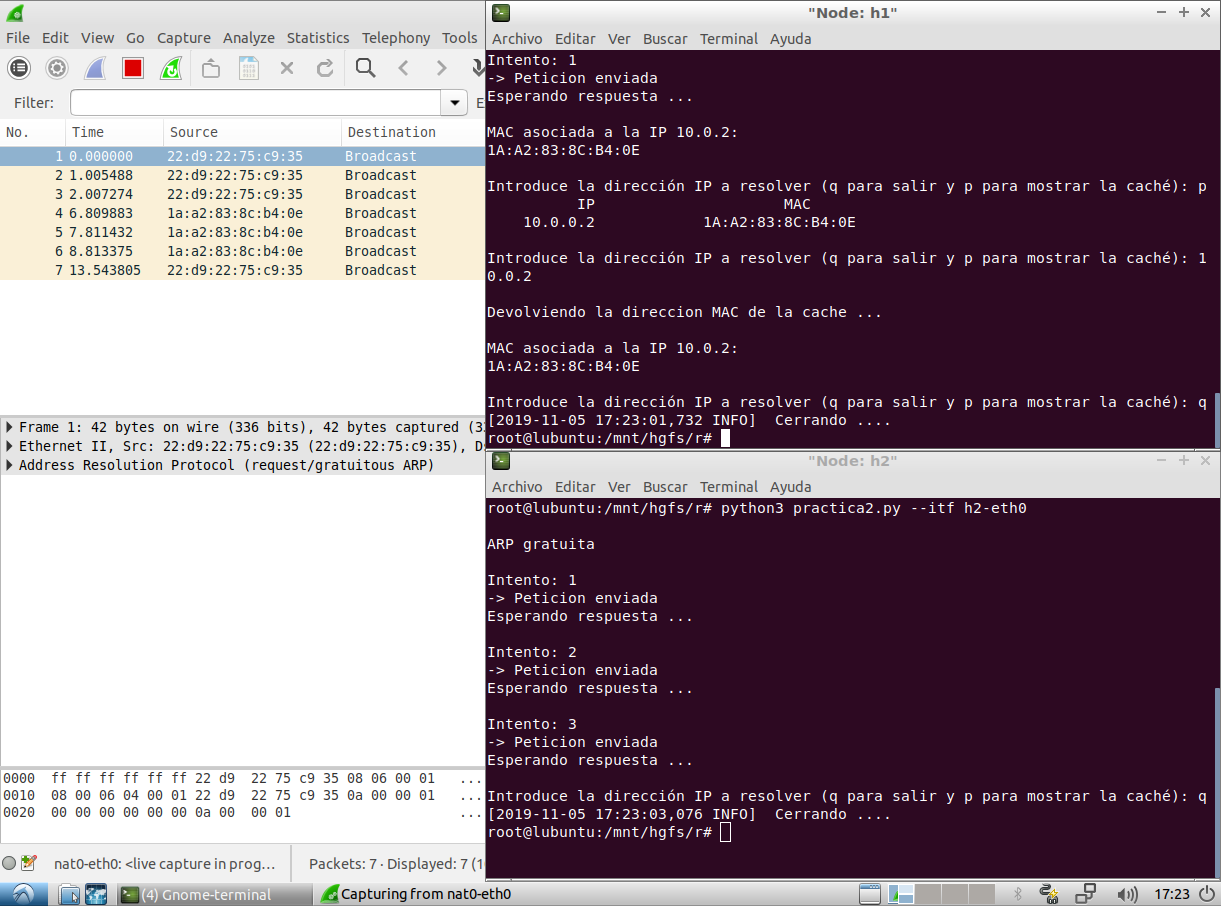 File Edit View Go Capture Analyze Statistics Telephony Tools
Filter:
No. Time Source Destination
1 0.000000 22:d9:22:75:c9:35 Broadcast
2 1.005488 22:d9:22:75:c9:35 Broadcast
3 2.007274 22:d9:22:75:c9:35 Broadcast
4 6.809883 1a:a2:83:8c:b4:0e Broadcast
5 7.811432 1a:a2:83:8c:b4:0e Broadcast
6 8.813375 1a:a2:83:8c:b4:0e Broadcast
7 13.543805 22:d9:22:75:c9:35 Broadcast
Frame 1: 42 bytes on wire (336 bits), 42 bytes captured (3
Ethernet II, Src: 22:d9:22:75:c9:35 (22:d9:22:75:c9:35), D
Address Resolution Protocol (request/gratuitous ARP)
0000 ff ff ff ff ff ff 22 d9 22 75 c9 35 08 06 00 01 ...
0010 08 00 06 04 00 01 22 d9 22 75 c9 35 0a 00 00 01 ...
0020 00 00 00 00 00 00 0a 00 00 01 ...
nat0-eth0: <live capture in prog... Packets: 7 · Displayed: 7 (1
"Node: h1"
Archivo Editar Ver Buscar Terminal Ayuda
Intento: 1
-> Peticion enviada
Esperando respuesta ...
MAC asociada a la IP 10.0.2:
1A:A2:83:8C:B4:0E
Introduce la dirección IP a resolver (q para salir y p para mostrar la caché): p
IP MAC
10.0.0.2 1A:A2:83:8C:B4:0E
Introduce la dirección IP a resolver (q para salir y p para mostrar la caché): 1
0.0.2
Devolviendo la direccion MAC de la cache ...
MAC asociada a la IP 10.0.2:
1A:A2:83:8C:B4:0E
Introduce la dirección IP a resolver (q para salir y p para mostrar la caché): q
[2019-11-05 17:23:01,732 INFO] Cerrando ....
root@lubuntu:/mnt/hgfs/r#
"Node: h2"
Archivo Editar Ver Buscar Terminal Ayuda
root@lubuntu:/mnt/hgfs/r# python3 practica2.py --itf h2-eth0
ARP gratuita
Intento: 1
-> Peticion enviada
Esperando respuesta ...
Intento: 2
-> Peticion enviada
Esperando respuesta ...
Intento: 3
-> Peticion enviada
Esperando respuesta ...
Introduce la dirección IP a resolver (q para salir y p para mostrar la caché): q
[2019-11-05 17:23:03,076 INFO] Cerrando ....
root@lubuntu:/mnt/hgfs/r#
(4) Gnome-terminal Capturing from nat0-eth0 17:23